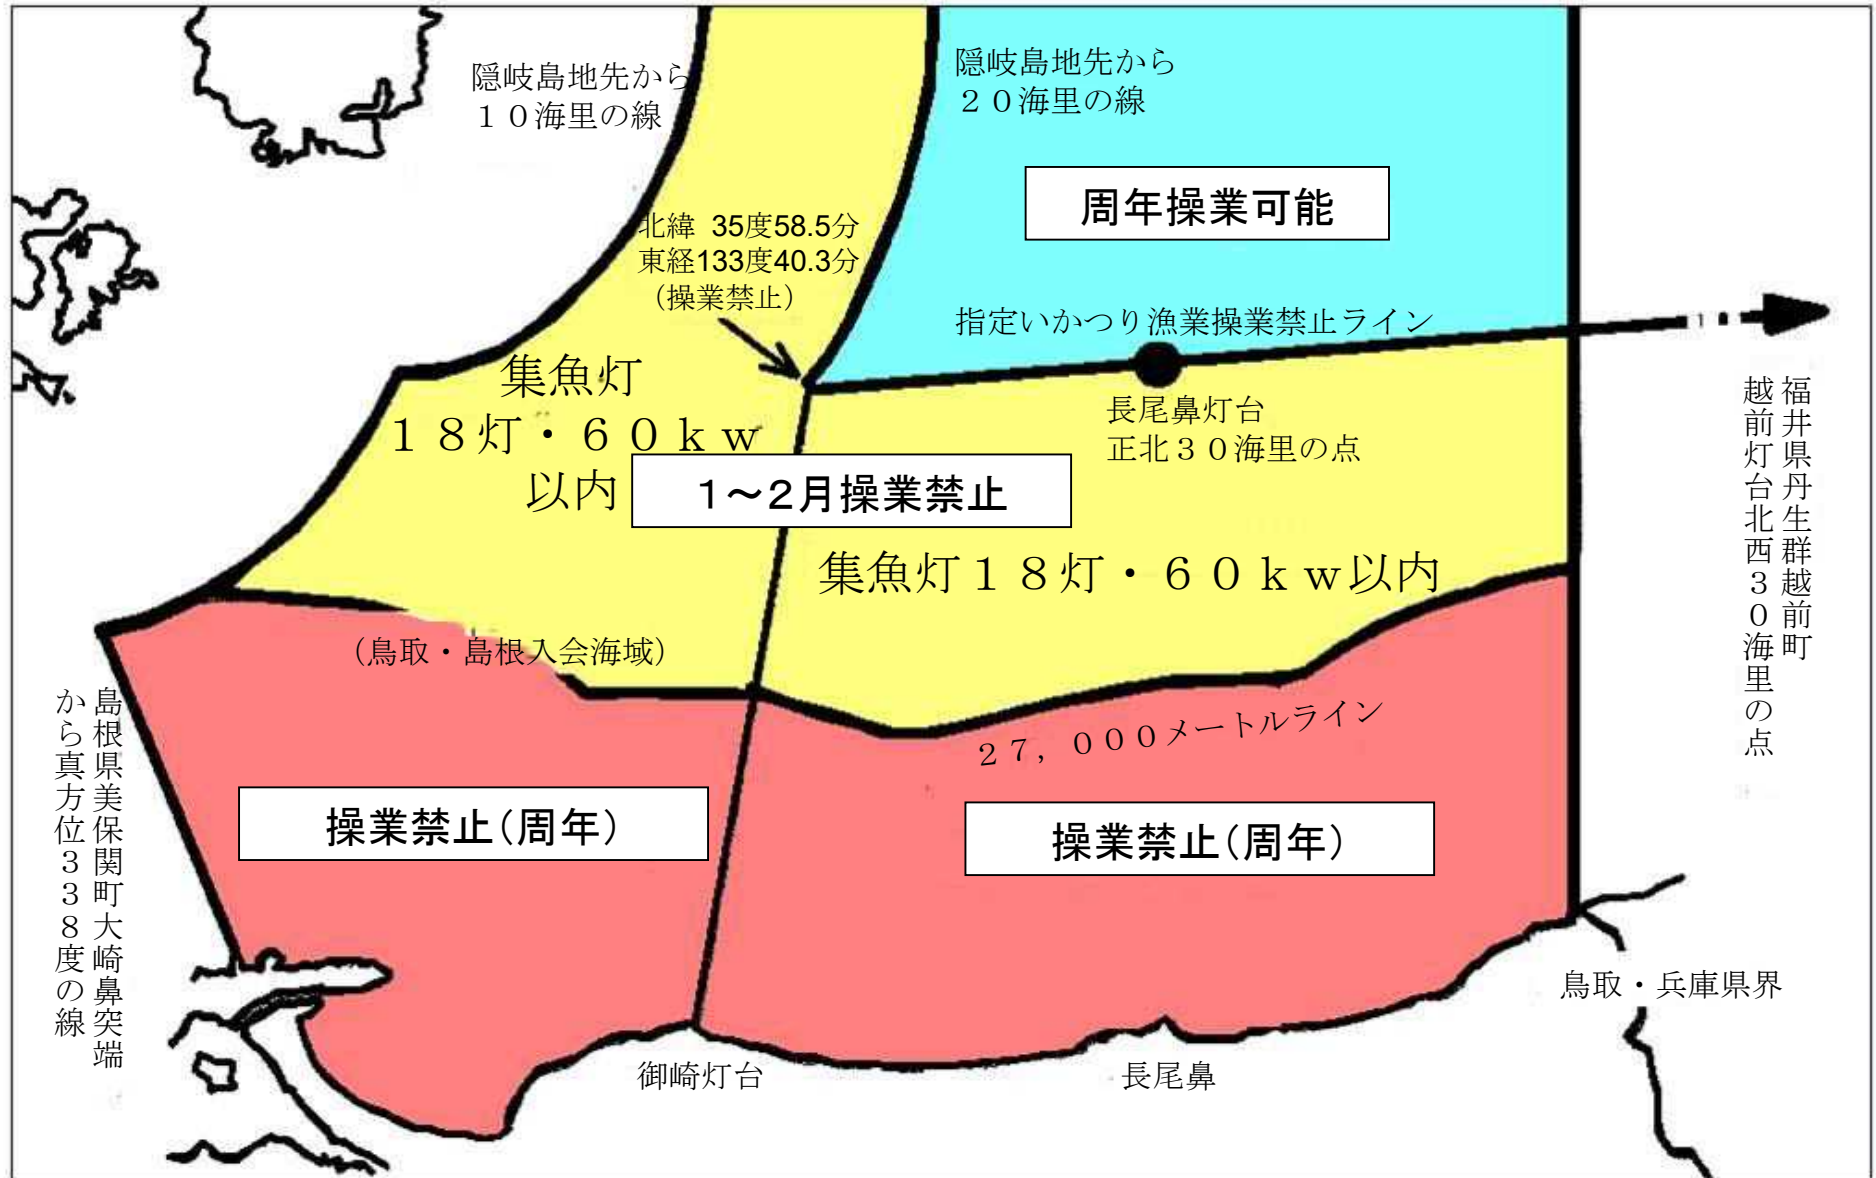 隠岐島地先から
１０海里の線
隠岐島地先から
２０海里の線
周年操業可能
北緯 35度58.5分
東経133度40.3分
（操業禁止）
指定いかつり漁業操業禁止ライン
集魚灯
１８灯・６０ｋｗ
以内
長尾鼻灯台
正北３０海里の点
1～2月操業禁止
集魚灯１８灯・６０ｋｗ以内
福井県丹生群越前町
越前灯台北西３０海里の点
（鳥取・島根入会海域）
２７，０００メートルライン
島根県美保関町大崎鼻突端
から真方位３３８度の線
操業禁止（周年）
操業禁止（周年）
鳥取・兵庫県界
御崎灯台
長尾鼻